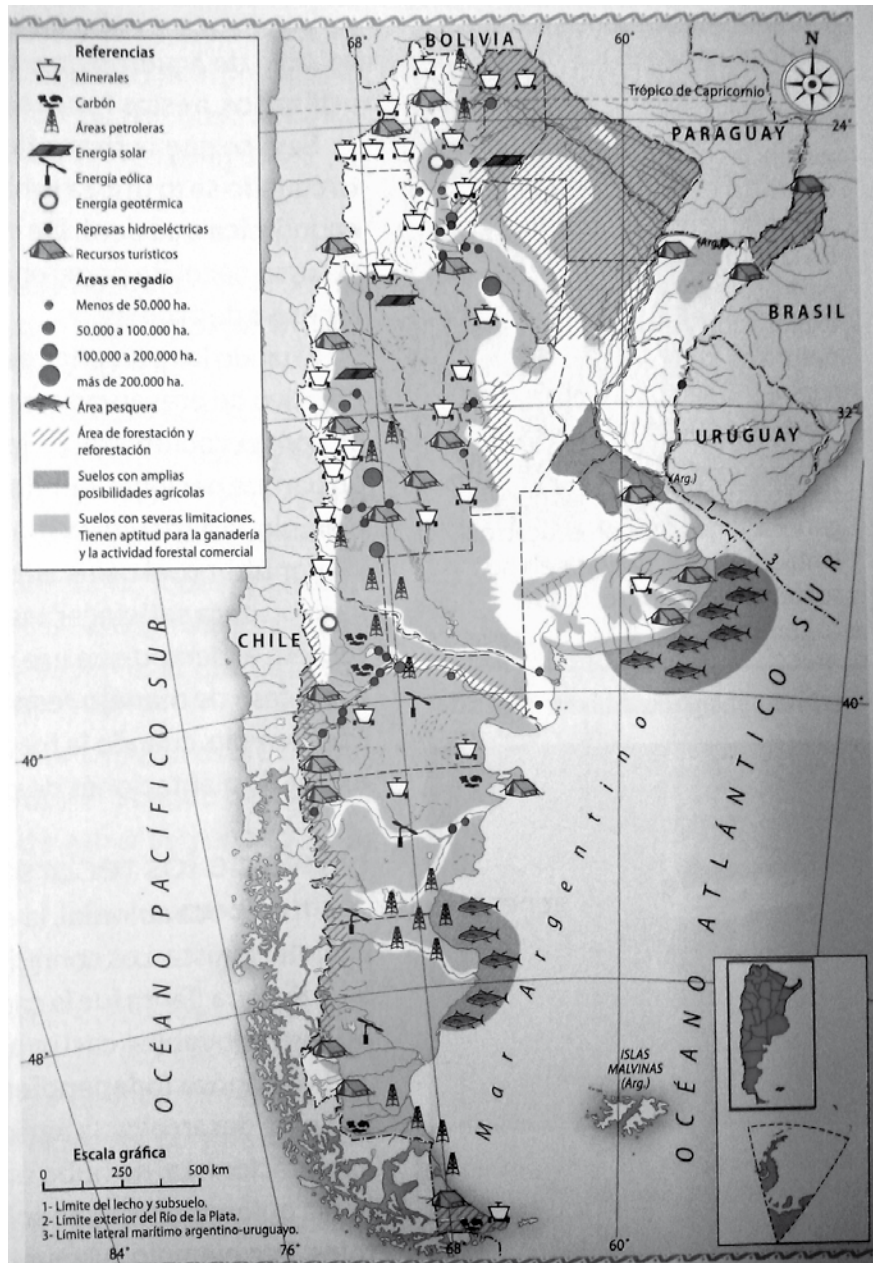 Referencias
Minerales
Carbón
Áreas petroleras
Energía solar
Energía eólica
Energía geotérmica
Represas hidroeléctricas
Recursos turísticos
Áreas en regadío
Menos de 50.000 ha.
50.000 a 100.000 ha.
100.000 a 200.000 ha.
más de 200.000 ha.
Área pesquera
Área de forestación y
reforestación
Suelos con amplias
posibilidades agrícolas
Suelos con severas limitaciones.
Tienen aptitud para la ganadería
y la actividad forestal comercial
68°
BOLIVIA
60°
N
Trópico de Capricornio
24°
PARAGUAY
(Arg.)
BRASIL
32°
URUGUAY
(Arg.)
1
2
3
CHILE
40°
40°
OCÉANO PACÍFICO SUR
Mar Argentino
OCÉANO ATLÁNTICO SUR
48°
ISLAS
MALVINAS
(Arg.)
Escala gráfica
0 250 500 km
1- Límite del lecho y subsuelo.
2- Límite exterior del Río de la Plata.
3- Límite lateral marítimo argentino-uruguayo.
84°
76°
68°
60°